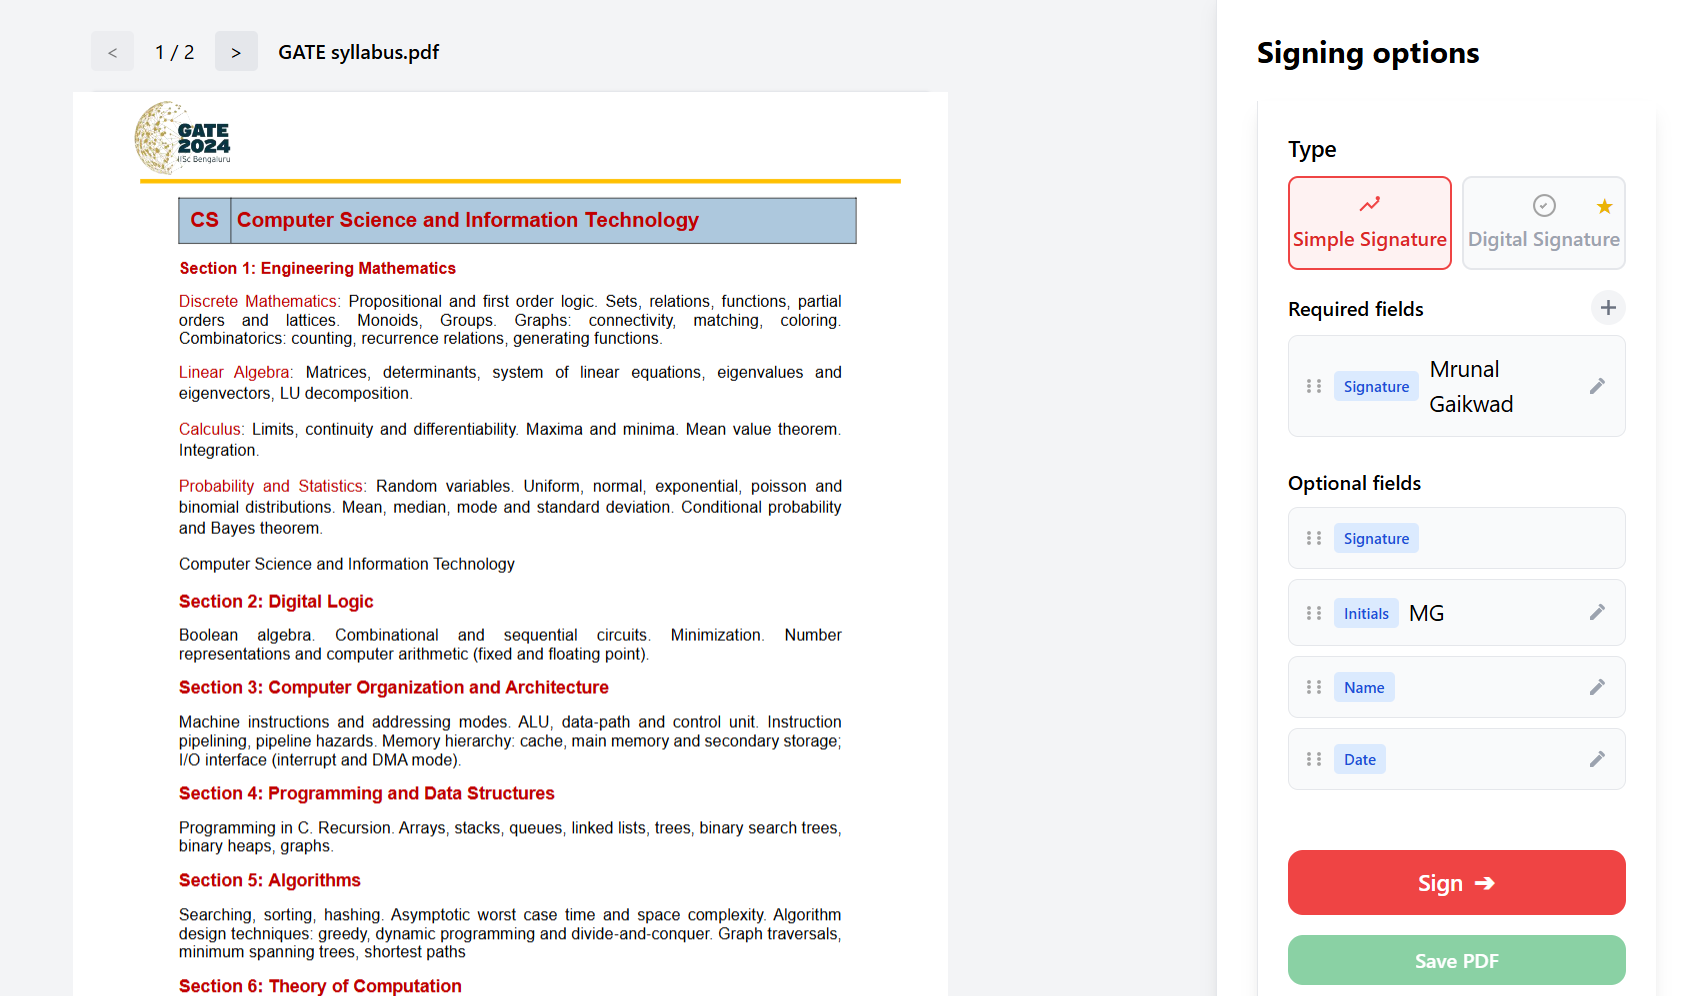 < 1 / 2 > GATE syllabus.pdf
GATE
2024
IISc Bengaluru
CS Computer Science and Information Technology
Section 1: Engineering Mathematics
Discrete Mathematics: Propositional and first order logic. Sets, relations, functions, partial
orders and lattices. Monoids, Groups. Graphs: connectivity, matching, coloring.
Combinatorics: counting, recurrence relations, generating functions.
Linear Algebra: Matrices, determinants, system of linear equations, eigenvalues and
eigenvectors, LU decomposition.
Calculus: Limits, continuity and differentiability. Maxima and minima. Mean value theorem.
Integration.
Probability and Statistics: Random variables. Uniform, normal, exponential, poisson and
binomial distributions. Mean, median, mode and standard deviation. Conditional probability
and Bayes theorem.
Computer Science and Information Technology
Section 2: Digital Logic
Boolean algebra. Combinational and sequential circuits. Minimization. Number
representations and computer arithmetic (fixed and floating point).
Section 3: Computer Organization and Architecture
Machine instructions and addressing modes. ALU, data-path and control unit. Instruction
pipelining, pipeline hazards. Memory hierarchy: cache, main memory and secondary storage;
I/O interface (interrupt and DMA mode).
Section 4: Programming and Data Structures
Programming in C. Recursion. Arrays, stacks, queues, linked lists, trees, binary search trees,
binary heaps, graphs.
Section 5: Algorithms
Searching, sorting, hashing. Asymptotic worst case time and space complexity. Algorithm
design techniques: greedy, dynamic programming and divide-and-conquer. Graph traversals,
minimum spanning trees, shortest paths
Section 6: Theory of Computation
Signing options
Type
Simple Signature
Digital Signature
Required fields
Signature Mrunal
Gaikwad
Optional fields
Signature
Initials MG
Name
Date
Sign ➔
Save PDF